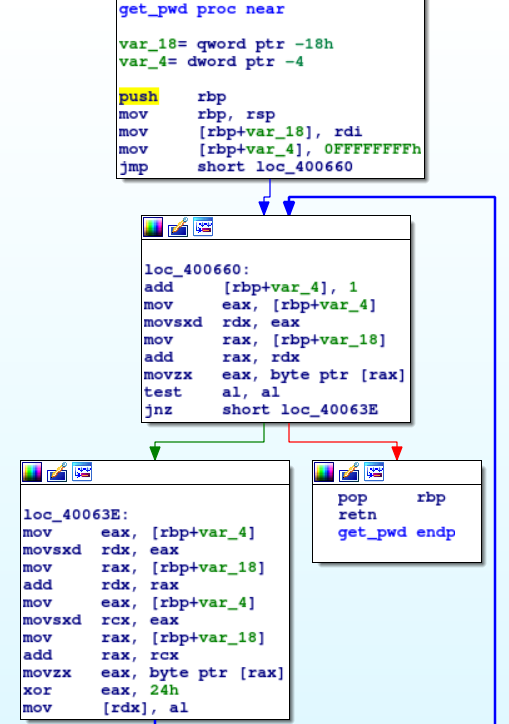 get_pwd proc near
var_18= qword ptr -18h
var_4= dword ptr -4
push rbp
mov rbp, rsp
mov [rbp+var_18], rdi
mov [rbp+var_4], 0FFFFFFFFh
jmp short loc_400660
loc_400660:
add [rbp+var_4], 1
mov eax, [rbp+var_4]
movsxd rdx, eax
mov rax, [rbp+var_18]
add rax, rdx
movzx eax, byte ptr [rax]
test al, al
jnz short loc_40063E
loc_40063E:
mov eax, [rbp+var_4]
movsxd rdx, eax
mov rax, [rbp+var_18]
add rdx, rax
mov eax, [rbp+var_4]
movsxd rcx, eax
mov rax, [rbp+var_18]
add rax, rcx
movzx eax, byte ptr [rax]
xor eax, 24h
mov [rdx], al
pop rbp
retn
get_pwd endp